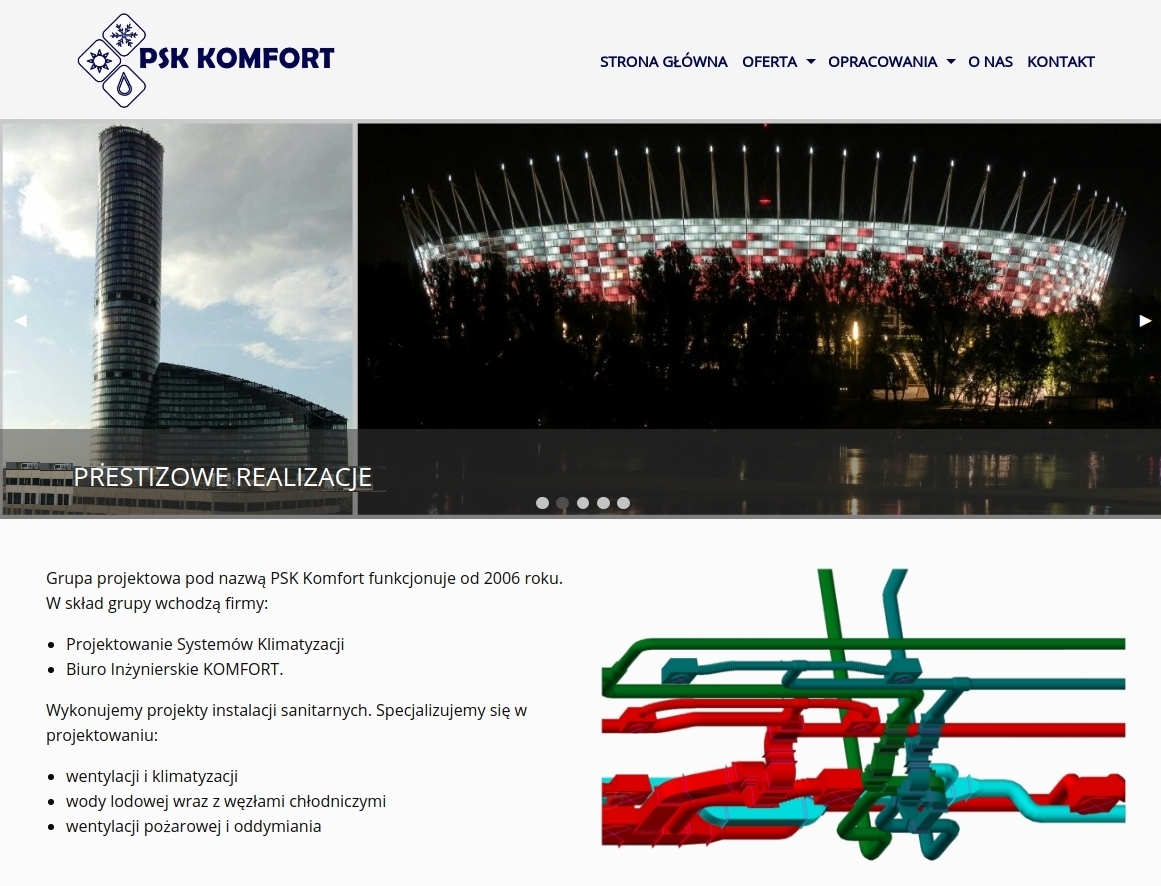 PSK KOMFORT
STRONA GŁÓWNA OFERTA OPRACOWANIA O NAS KONTAKT
PRESTIZOWE REALIZACJE
Grupa projektowa pod nazwą PSK Komfort funkcjonuje od 2006 roku.
W skład grupy wchodzą firmy:
Projektowanie Systemów Klimatyzacji
Biuro Inżynierskie KOMFORT.
Wykonujemy projekty instalacji sanitarnych. Specjalizujemy się w
projektowaniu:
wentylacji i klimatyzacji
wody lodowej wraz z węzłami chłodniczymi
wentylacji pożarowej i oddymiania